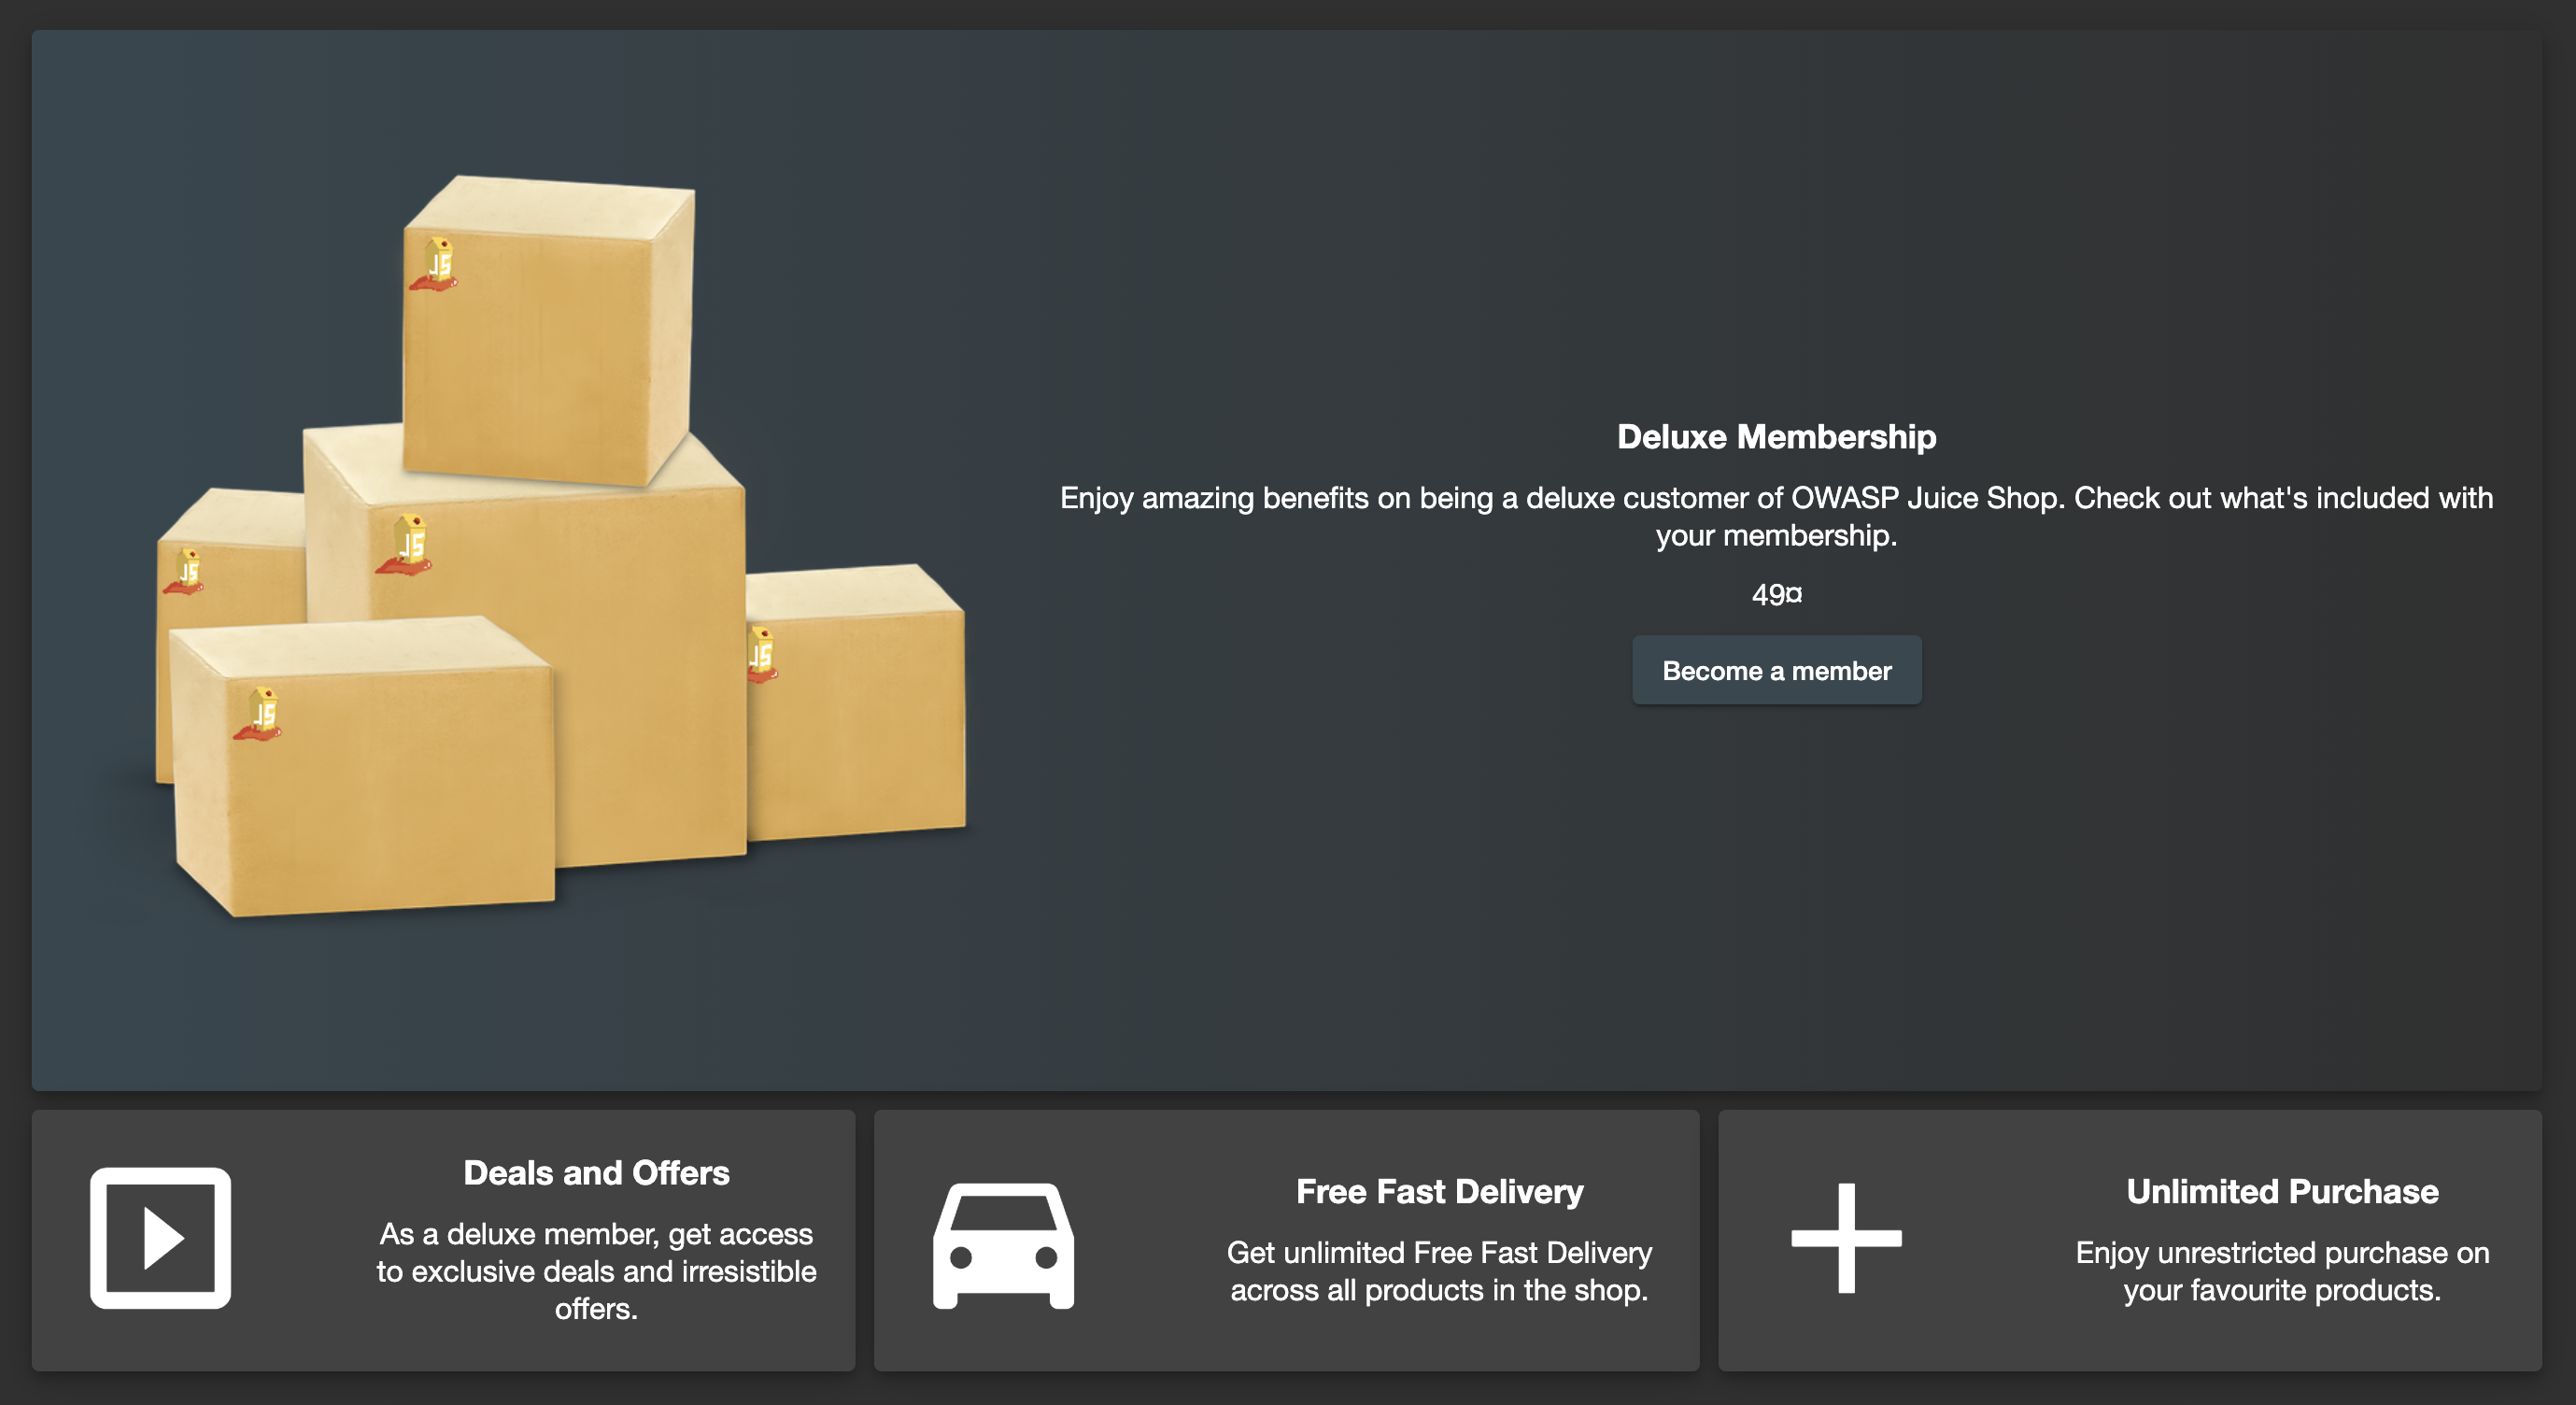 JS
JS
JS
JS
JS
Deluxe Membership
Enjoy amazing benefits on being a deluxe customer of OWASP Juice Shop. Check out what's included with
your membership.
49¤
Become a member
Deals and Offers
As a deluxe member, get access
to exclusive deals and irresistible
offers.
Free Fast Delivery
Get unlimited Free Fast Delivery
across all products in the shop.
Unlimited Purchase
Enjoy unrestricted purchase on
your favourite products.